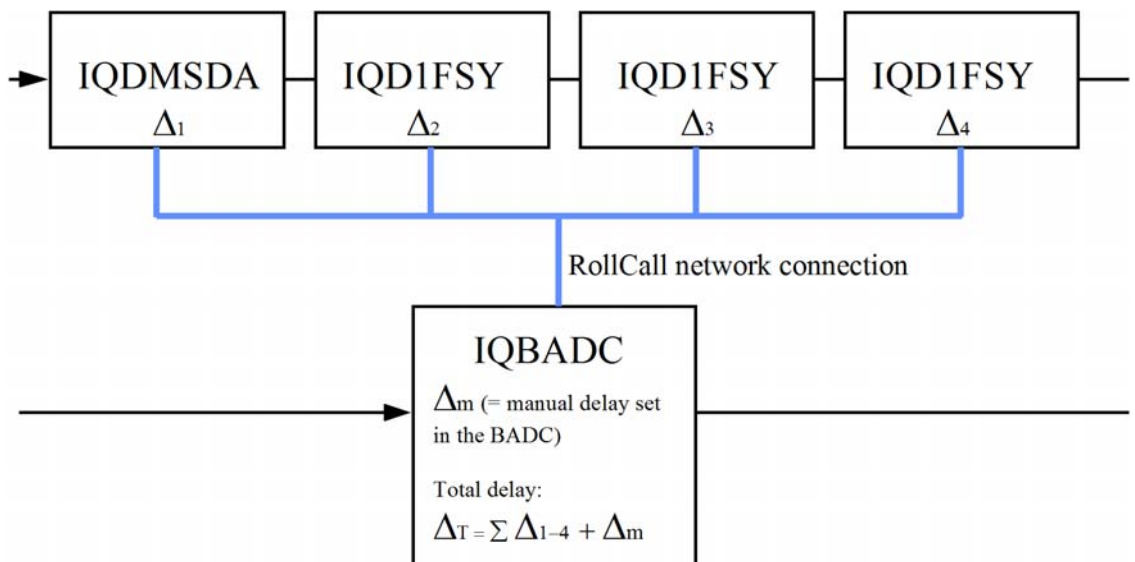 IQDMSDA IQD1FSY IQD1FSY IQD1FSY
Δ1 Δ2 Δ3 Δ4
RollCall network connection
IQBADC
Δm (= manual delay set
in the BADC)
Total delay:
ΔT = ∑ Δ1–4 + Δm